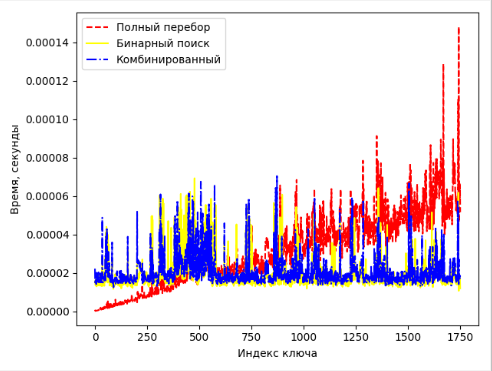 Полный перебор
Бинарный поиск
Комбинированный
0.00014
0.00012
0.00010
0.00008
0.00006
0.00004
0.00002
0.00000
Время, секунды
0 250 500 750 1000 1250 1500 1750
Индекс ключа